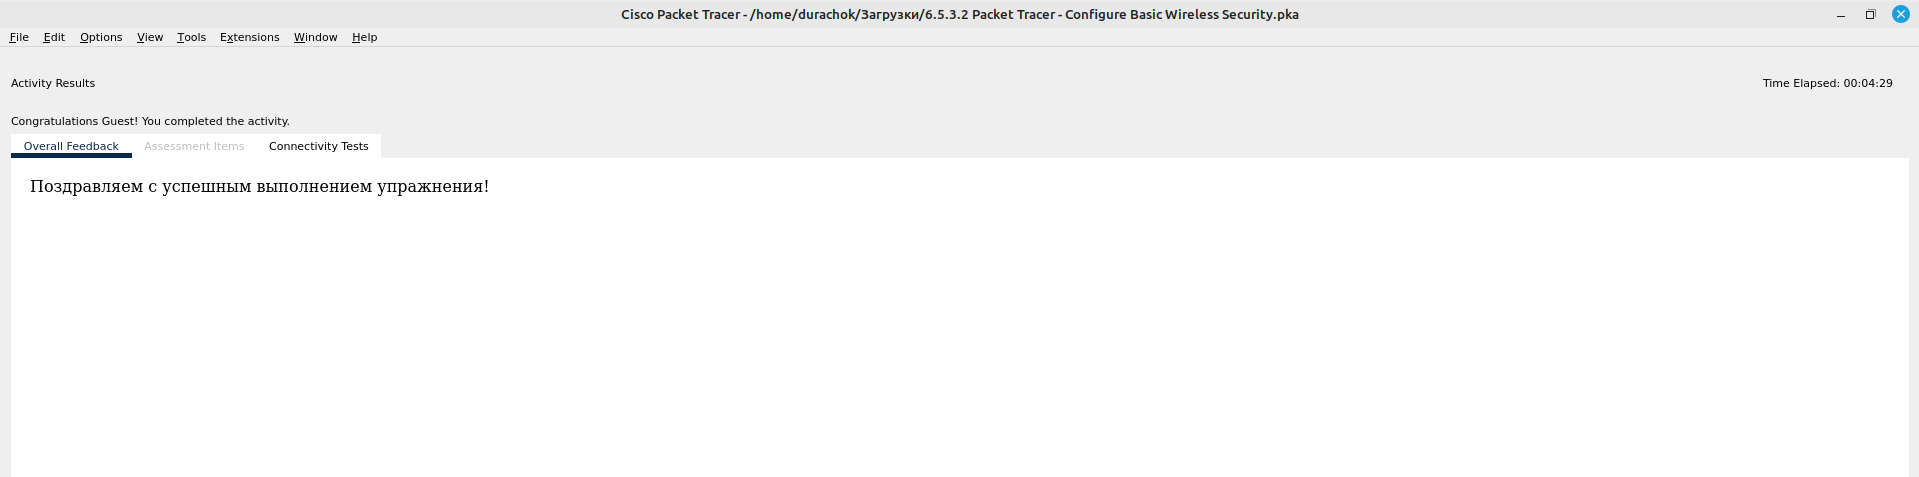 Cisco Packet Tracer - /home/durachok/Загрузки/6.5.3.2 Packet Tracer - Configure Basic Wireless Security.pka
File Edit Options View Tools Extensions Window Help
Activity Results Time Elapsed: 00:04:29
Congratulations Guest! You completed the activity.
Overall Feedback Assessment Items Connectivity Tests
Поздравляем с успешным выполнением упражнения!